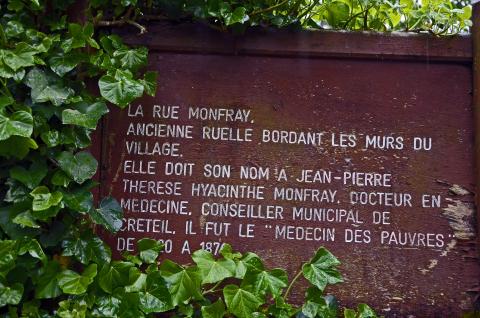 LA RUE MONFRAY.
ANCIENNE RUELLE BORDANT LES MURS DU
VILLAGE.
ELLE DOIT SON NOM A JEAN-PIERRE
THERESE HYACINTHE MONFRAY. DOCTEUR EN
MEDECINE. CONSEILLER MUNICIPAL DE
CRETEIL. IL FUT LE "MEDECIN DES PAUVRES"
DE A